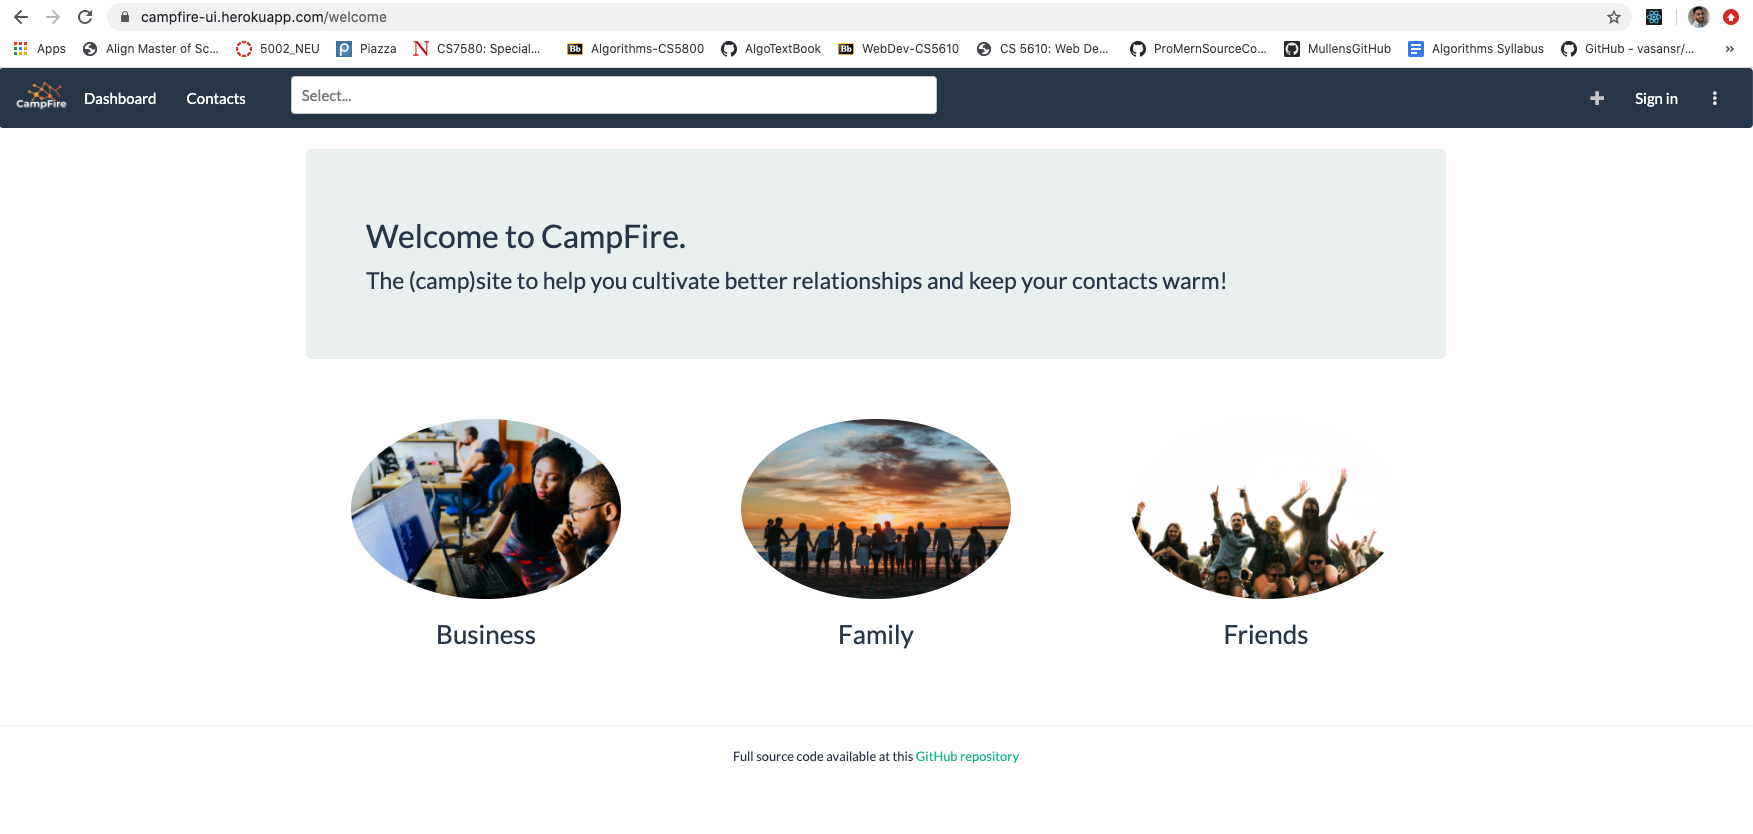 campfire-ui.herokuapp.com/welcome
Apps Align Master of Sc... 5002_NEU Piazza CS7580: Special... Algorithms-CS5800 AlgoTextBook WebDev-CS5610 CS 5610: Web De... ProMernSourceCo... MullensGitHub Algorithms Syllabus GitHub - vasansr/... »
CampFire Dashboard Contacts Select... Sign in
Welcome to CampFire.
The (camp)site to help you cultivate better relationships and keep your contacts warm!
Business Family Friends
Full source code available at this GitHub repository